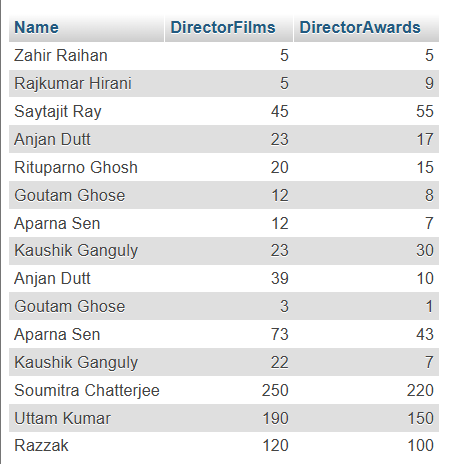 Name DirectorFilms DirectorAwards
Zahir Raihan 5 5
Rajkumar Hirani 5 9
Saytajit Ray 45 55
Anjan Dutt 23 17
Rituparno Ghosh 20 15
Goutam Ghose 12 8
Aparna Sen 12 7
Kaushik Ganguly 23 30
Anjan Dutt 39 10
Goutam Ghose 3 1
Aparna Sen 73 43
Kaushik Ganguly 22 7
Soumitra Chatterjee 250 220
Uttam Kumar 190 150
Razzak 120 100